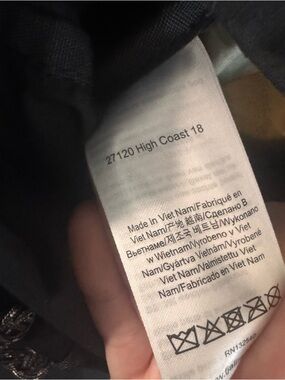 27120 High Coast 18
Made in Viet Nam/Fabriqué en
Viet Nam/产地 越南/Сделано В
Вьетнаме/제조국 베트남/Wykonano
w Wietnam/Vyrobeno v Viet
Nam/Gyártva Vietnám/Vyrobené v
Viet Nam/Valmistettu Viet
Nam/Fabricado en Viet Nam